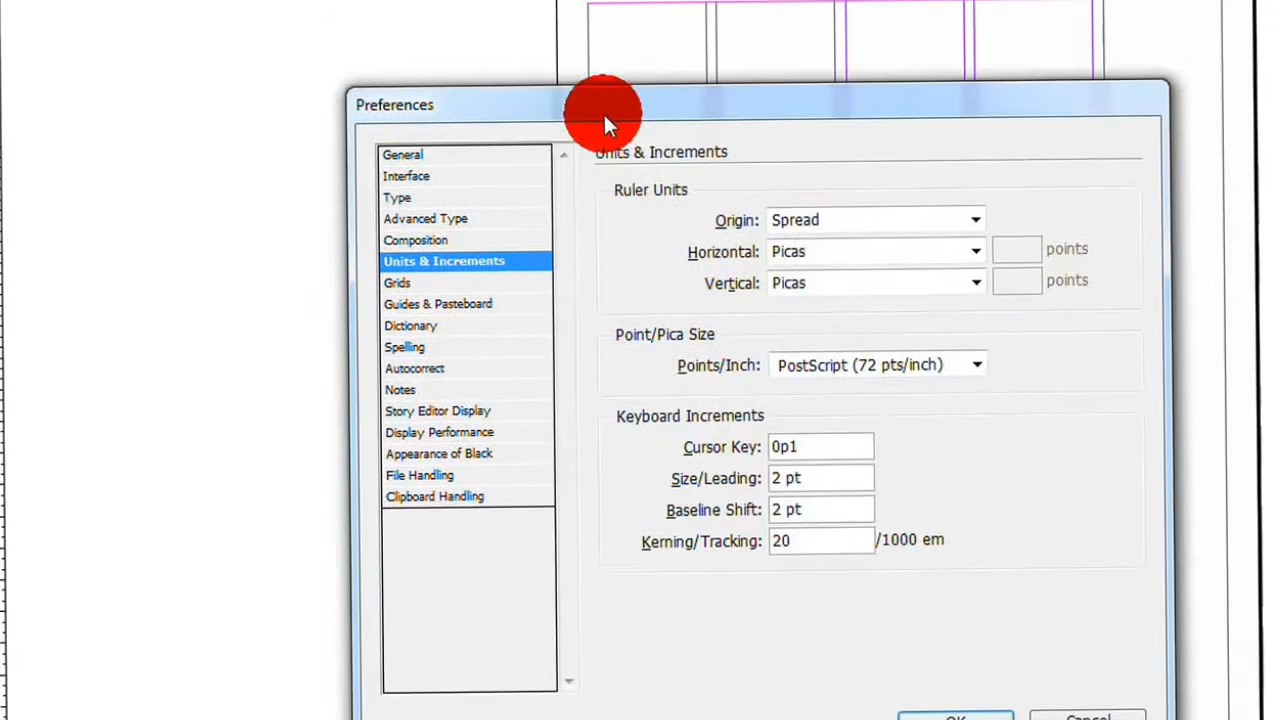 Preferences
General
Interface
Type
Advanced Type
Composition
Units & Increments
Grids
Guides & Pasteboard
Dictionary
Spelling
Autocorrect
Notes
Story Editor Display
Display Performance
Appearance of Black
File Handling
Clipboard Handling
Units & Increments
Ruler Units
Origin: Spread
Horizontal: Picas points
Vertical: Picas points
Point/Pica Size
Points/Inch: PostScript (72 pts/inch)
Keyboard Increments
Cursor Key: 0p1
Size/Leading: 2 pt
Baseline Shift: 2 pt
Kerning/Tracking: 20 /1000 em
OK Cancel